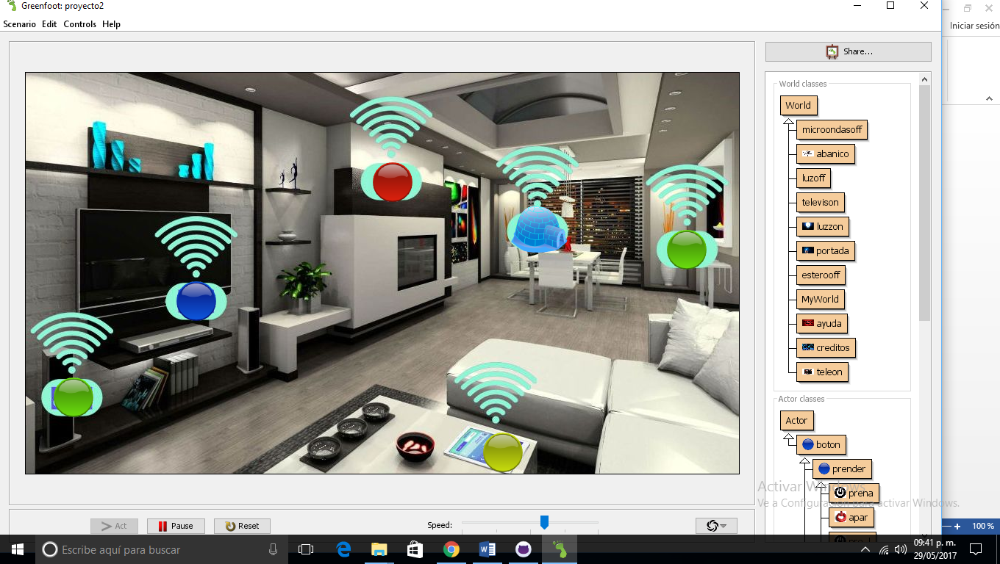 Greenfoot: proyecto2
Iniciar sesión
Scenario Edit Controls Help
Share...
World classes
World
microondasoff
abanico
luzoff
televison
luzzon
portada
esterooff
MyWorld
ayuda
creditos
teleon
Actor classes
Actor
boton
prender
prena
apar
Activar Windows
Ve a Configuración para activar Windows.
Act
Pause
Reset
Speed:
100 %
Escribe aquí para buscar
09:41 p. m.
29/05/2017